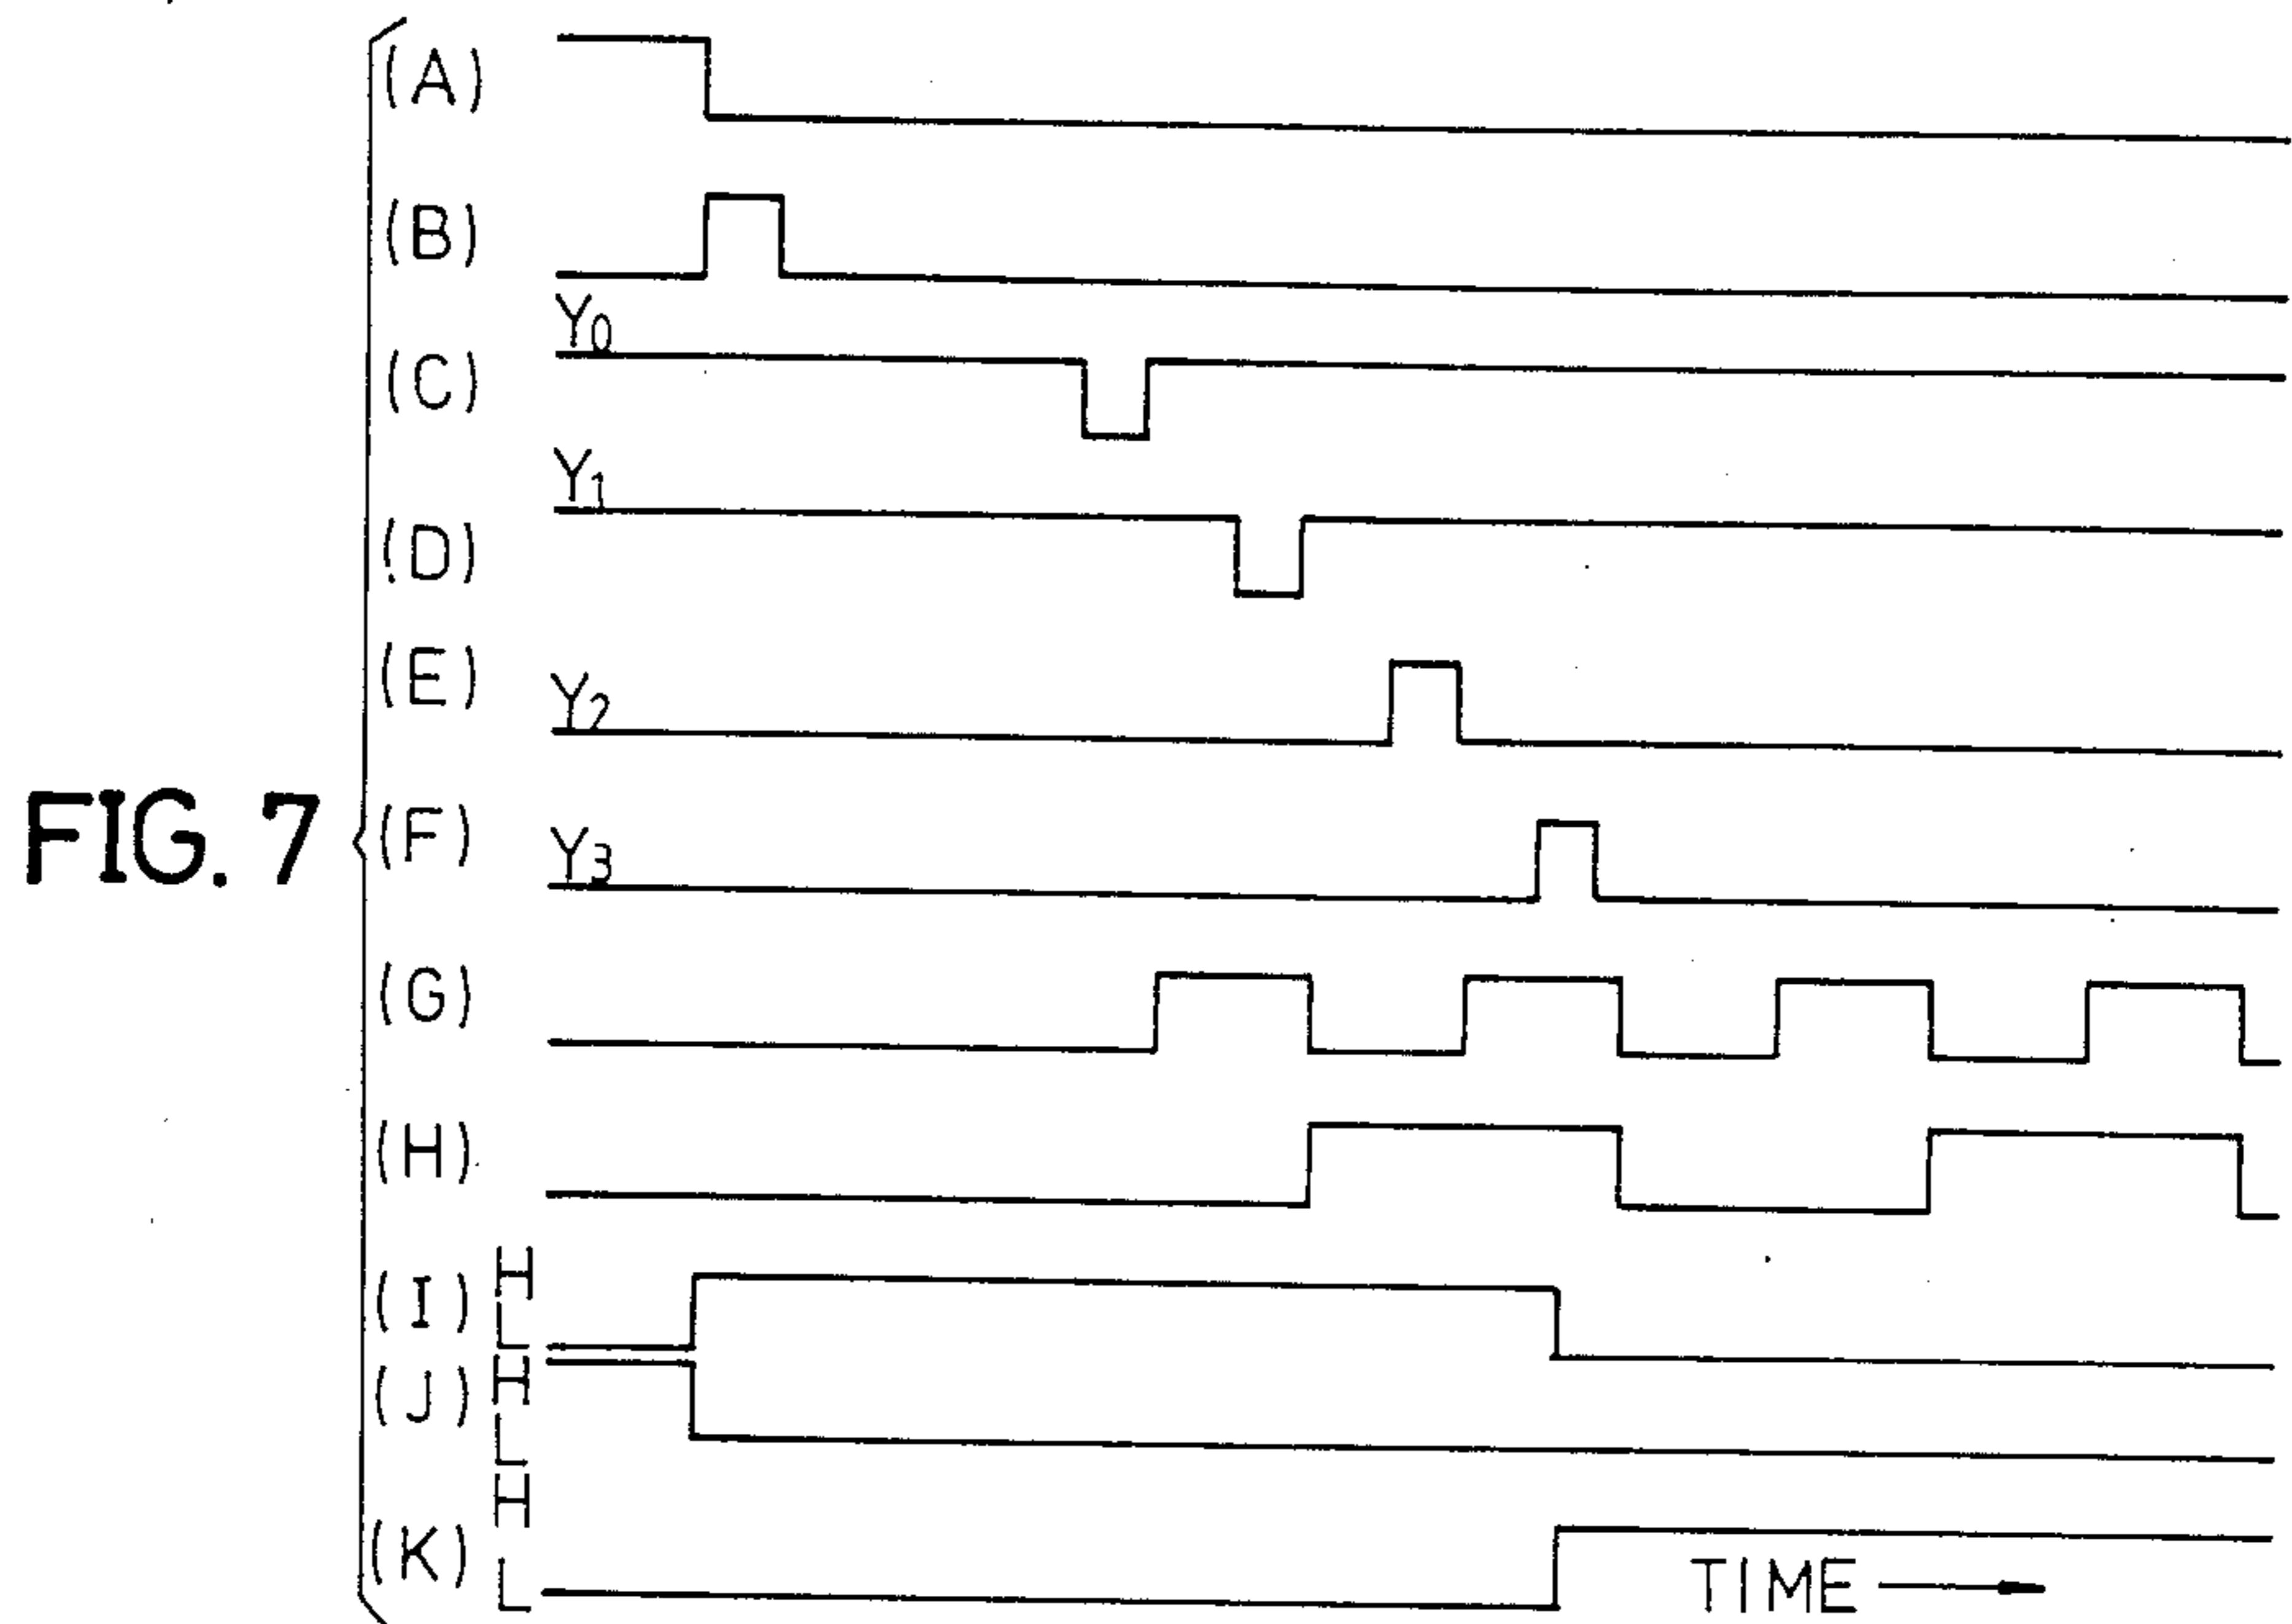 (A)
(B)
Y0
(C)
Y1
(D)
(E)
Y2
FIG. 7
(F)
Y3
(G)
(H)
(I) H
L
(J) H
L
H
(K) L
TIME